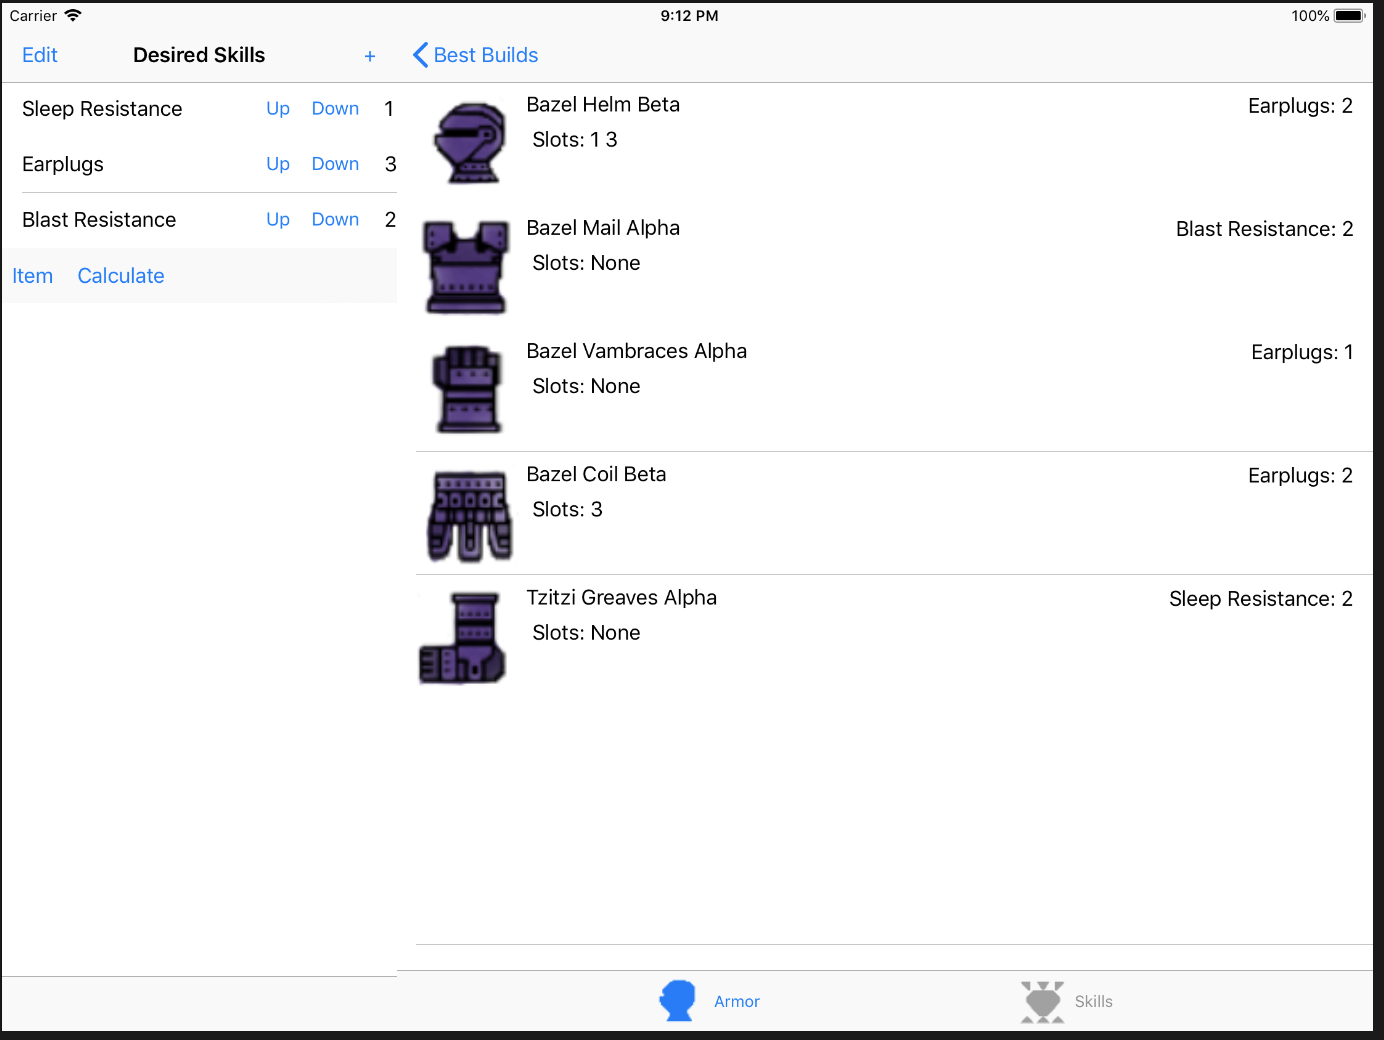 Carrier 9:12 PM 100%
Edit Desired Skills + Best Builds
Sleep Resistance Up Down 1
Earplugs Up Down 3
Blast Resistance Up Down 2
Item Calculate
Bazel Helm Beta Earplugs: 2
Slots: 1 3
Bazel Mail Alpha Blast Resistance: 2
Slots: None
Bazel Vambraces Alpha Earplugs: 1
Slots: None
Bazel Coil Beta Earplugs: 2
Slots: 3
Tzitzi Greaves Alpha Sleep Resistance: 2
Slots: None
Armor Skills